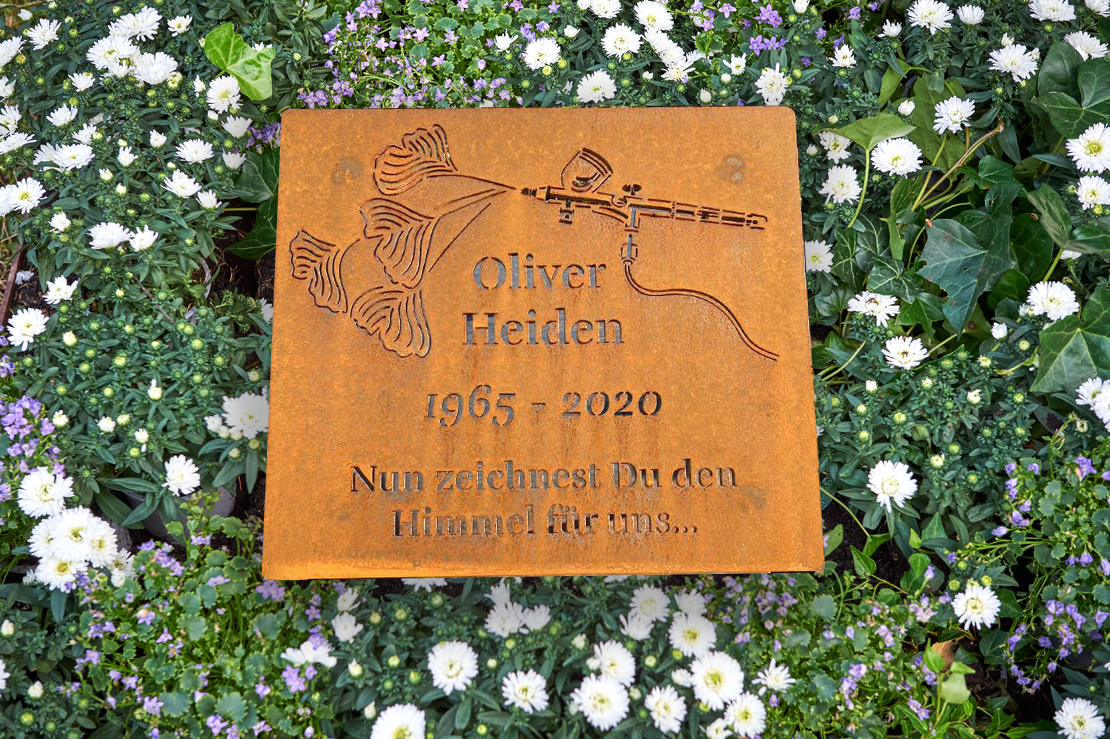 Oliver
Heiden
1965 - 2020
Nun zeichnest Du den
Himmel für uns...